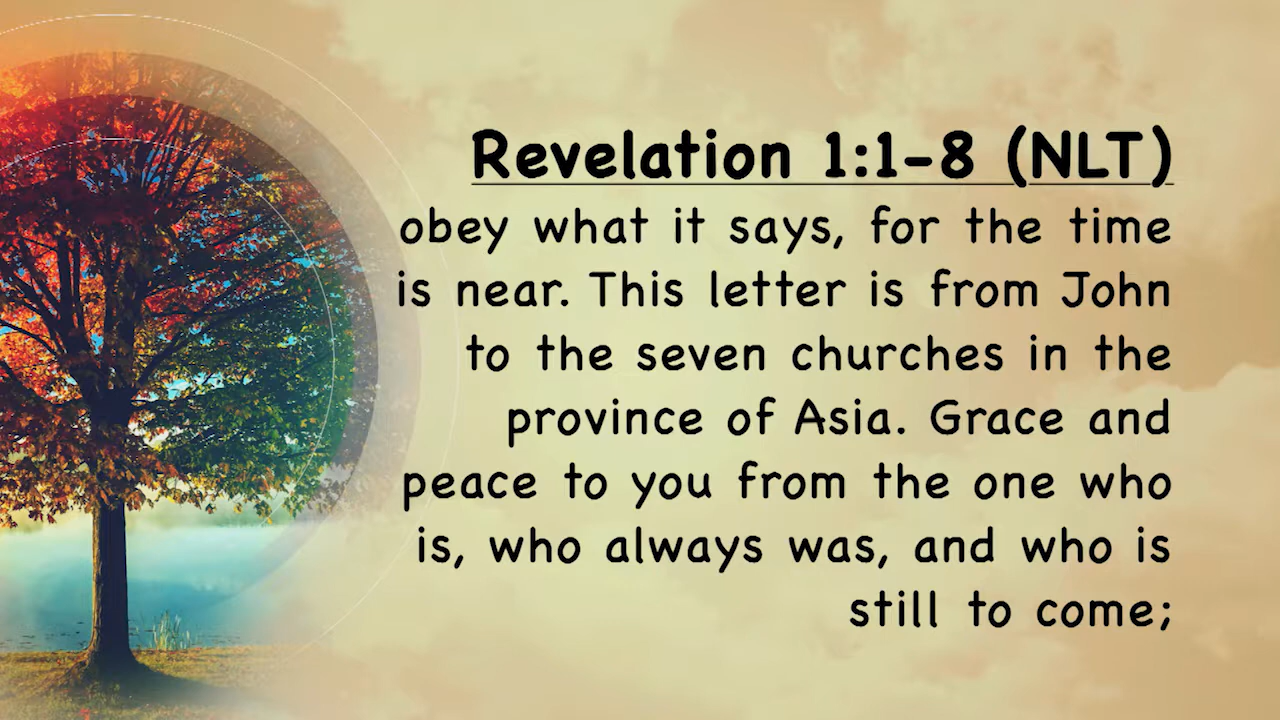 Revelation 1:1-8 (NLT)
obey what it says, for the time
is near. This letter is from John
to the seven churches in the
province of Asia. Grace and
peace to you from the one who
is, who always was, and who is
still to come;